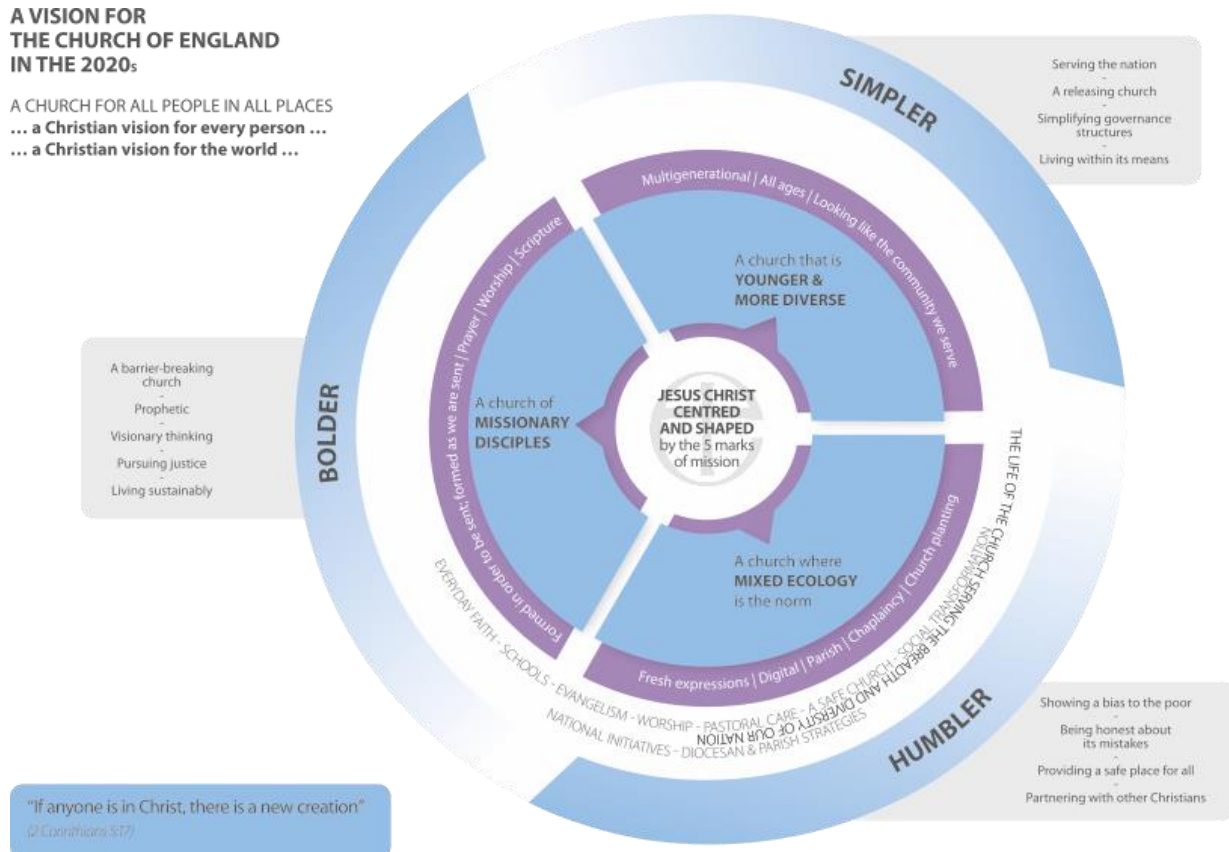 A VISION FOR
THE CHURCH OF ENGLAND
IN THE 2020s
A CHURCH FOR ALL PEOPLE IN ALL PLACES
... a Christian vision for every person ...
... a Christian vision for the world ...
SIMPLER
Serving the nation
-
A releasing church
-
Simplifying governance
structures
-
Living within its means
Multigenerational | All ages | Looking like the community we serve
A church that is
YOUNGER &
MORE DIVERSE
Formed in order to be sent; formed as we are sent | Prayer | Worship | Scripture
A church of
MISSIONARY
DISCIPLES
JESUS CHRIST
CENTRED
AND SHAPED
by the 5 marks
of mission
BOLDER
A barrier-breaking
church
-
Prophetic
-
Visionary thinking
-
Pursuing justice
-
Living sustainably
A church where
MIXED ECOLOGY
is the norm
Fresh expressions | Digital | Parish | Chaplaincy | Church planting
EVERYDAY FAITH - SCHOOLS - EVANGELISM - WORSHIP - PASTORAL CARE - A SAFE CHURCH - SOCIAL TRANSFORMATION
NATIONAL INITIATIVES - DIOCESAN & PARISH STRATEGIES
THE LIFE OF THE CHURCH SERVING THE BREADTH AND DIVERSITY OF OUR NATION
HUMBLER
Showing a bias to the poor
-
Being honest about
its mistakes
-
Providing a safe place for all
-
Partnering with other Christians
"If anyone is in Christ, there is a new creation"
(2 Corinthians 5:17)